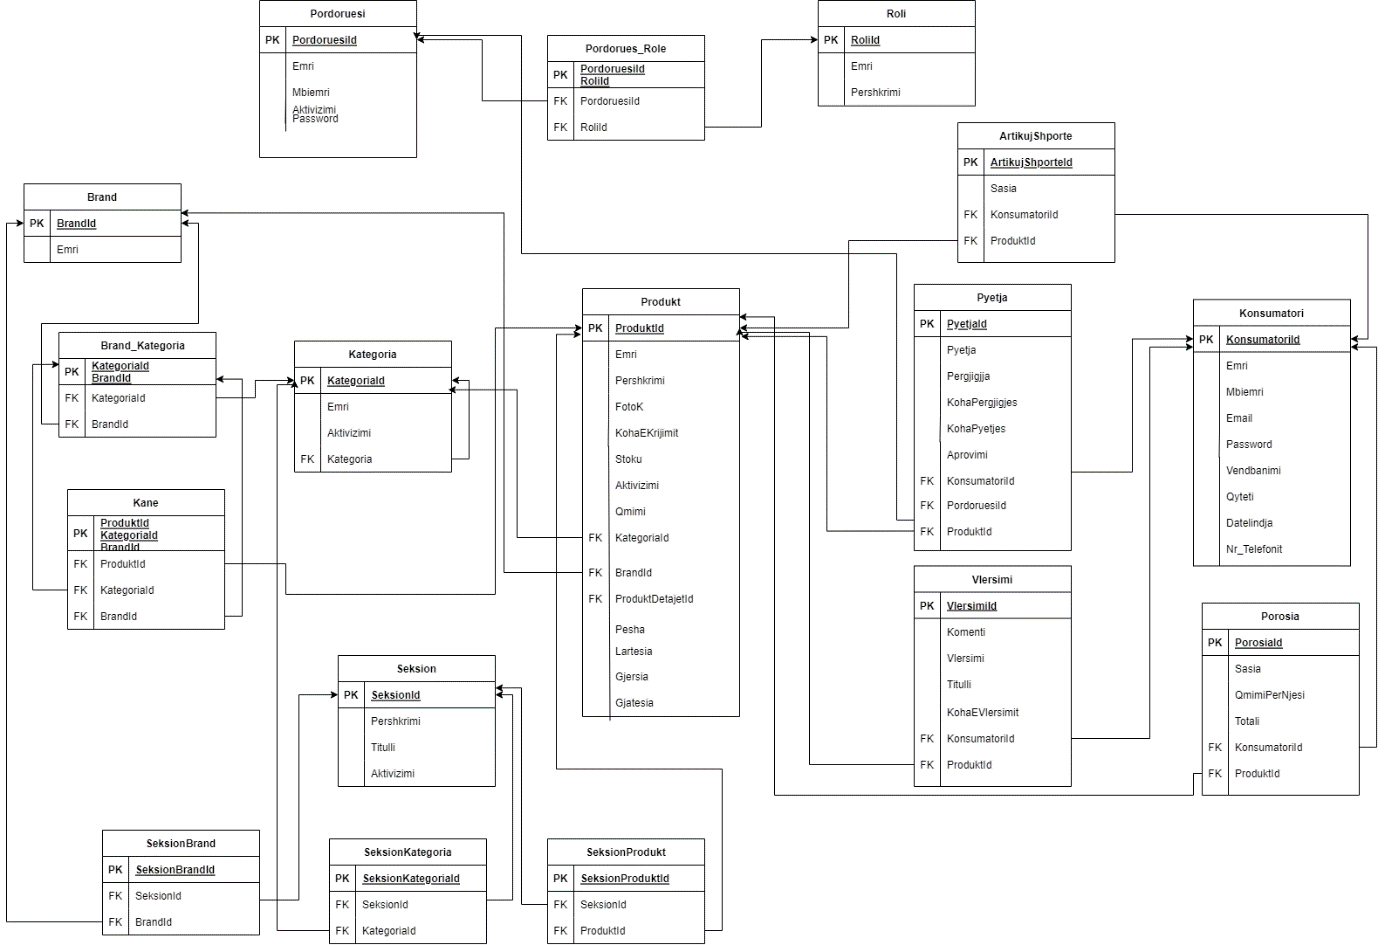 Pordoruesi
PK PordoruesiId
Emri
Mbiemri
Aktivizimi
Password
Pordorues_Role
PK PordoruesiId
RoliId
FK PordoruesiId
FK RoliId
Roli
PK RoliId
Emri
Pershkrimi
ArtikujShporte
PK ArtikujShporteId
Sasia
FK KonsumatoriId
FK ProduktId
Brand
PK BrandId
Emri
Brand_Kategoria
PK KategoriaId
BrandId
FK KategoriaId
FK BrandId
Kategoria
PK KategoriaId
Emri
Aktivizimi
FK Kategoria
Kane
PK ProduktId
KategoriaId
BrandId
FK ProduktId
FK KategoriaId
FK BrandId
Produkt
PK ProduktId
Emri
Pershkrimi
FotoK
KohaEKrijimit
Stoku
Aktivizimi
Qmimi
FK KategoriaId
FK BrandId
FK ProduktDetajetId
Pesha
Lartesia
Gjersia
Gjatesia
Pyetja
PK PyetjaId
Pyetja
Pergjigjja
KohaPergjigjes
KohaPyetjes
Aprovimi
FK KonsumatoriId
FK PordoruesiId
FK ProduktId
Konsumatori
PK KonsumatoriId
Emri
Mbiemri
Email
Password
Vendbanimi
Qyteti
Datelindja
Nr_Telefonit
Vlersimi
PK VlersimiId
Komenti
Vlersimi
Titulli
KohaEVlersimit
FK KonsumatoriId
FK ProduktId
Porosia
PK PorosiaId
Sasia
QmimiPerNjesi
Totali
FK KonsumatoriId
FK ProduktId
Seksion
PK SeksionId
Pershkrimi
Titulli
Aktivizimi
SeksionBrand
PK SeksionBrandId
FK SeksionId
FK BrandId
SeksionKategoria
PK SeksionKategoriaId
FK SeksionId
FK KategoriaId
SeksionProdukt
PK SeksionProduktId
FK SeksionId
FK ProduktId